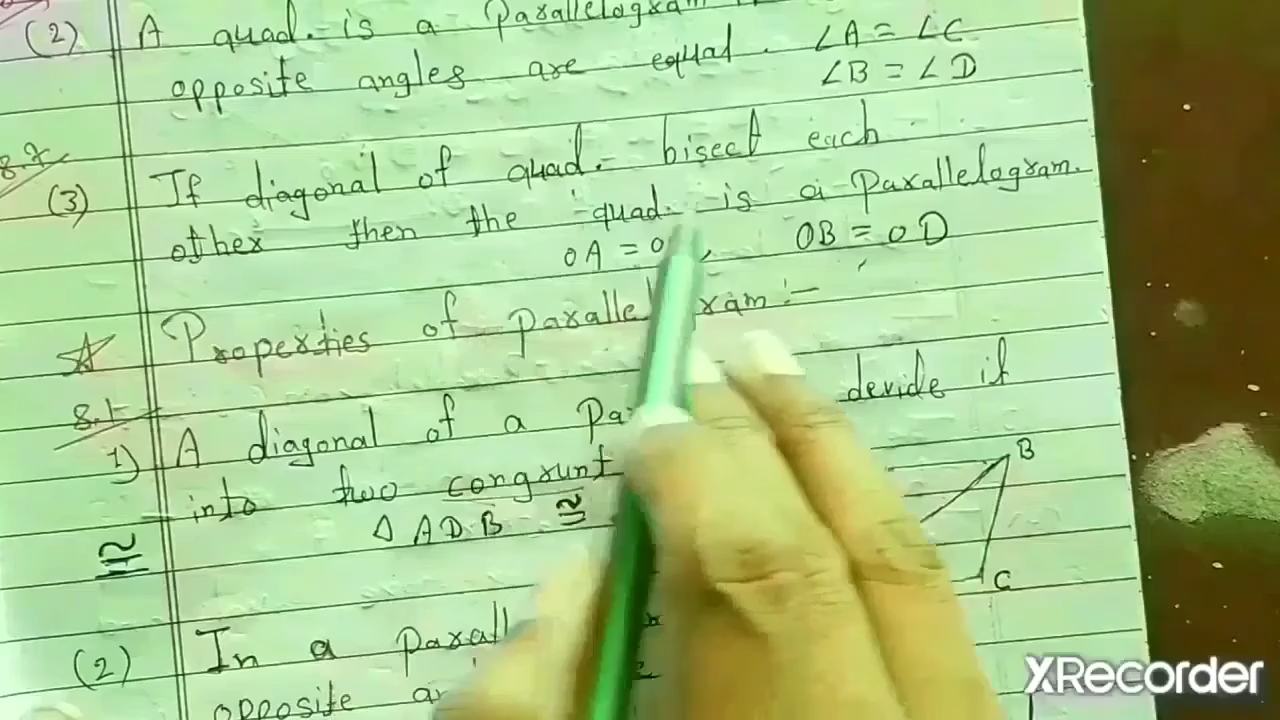 (2) A quad. is a parallelogram
opposite angles are equal. ∠A = ∠C
∠B = ∠D
8.7
(3) If diagonal of quad. bisect each
other then the quad. is a parallelogram.
OA = O , OB = OD
☆ Properties of paralle ram :-
8.1
1) A diagonal of a Pa devide it
into two congrunt
B
≅ Δ ADB ≅
C
(2) In a parall
opposite
XRecorder